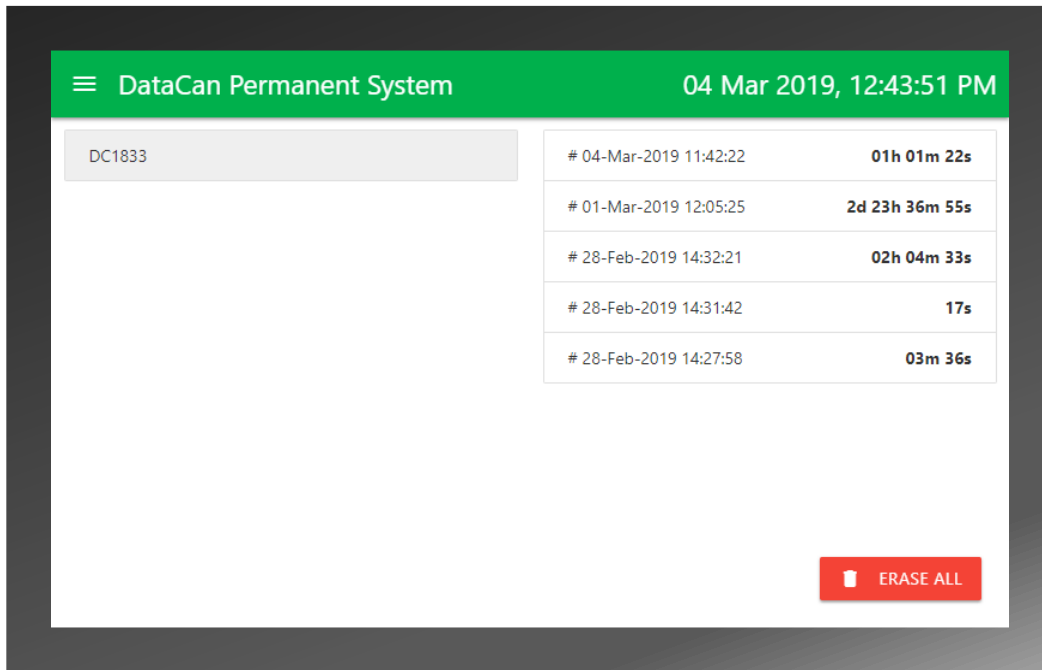 DataCan Permanent System 04 Mar 2019, 12:43:51 PM
DC1833
# 04-Mar-2019 11:42:22 01h 01m 22s
# 01-Mar-2019 12:05:25 2d 23h 36m 55s
# 28-Feb-2019 14:32:21 02h 04m 33s
# 28-Feb-2019 14:31:42 17s
# 28-Feb-2019 14:27:58 03m 36s
ERASE ALL